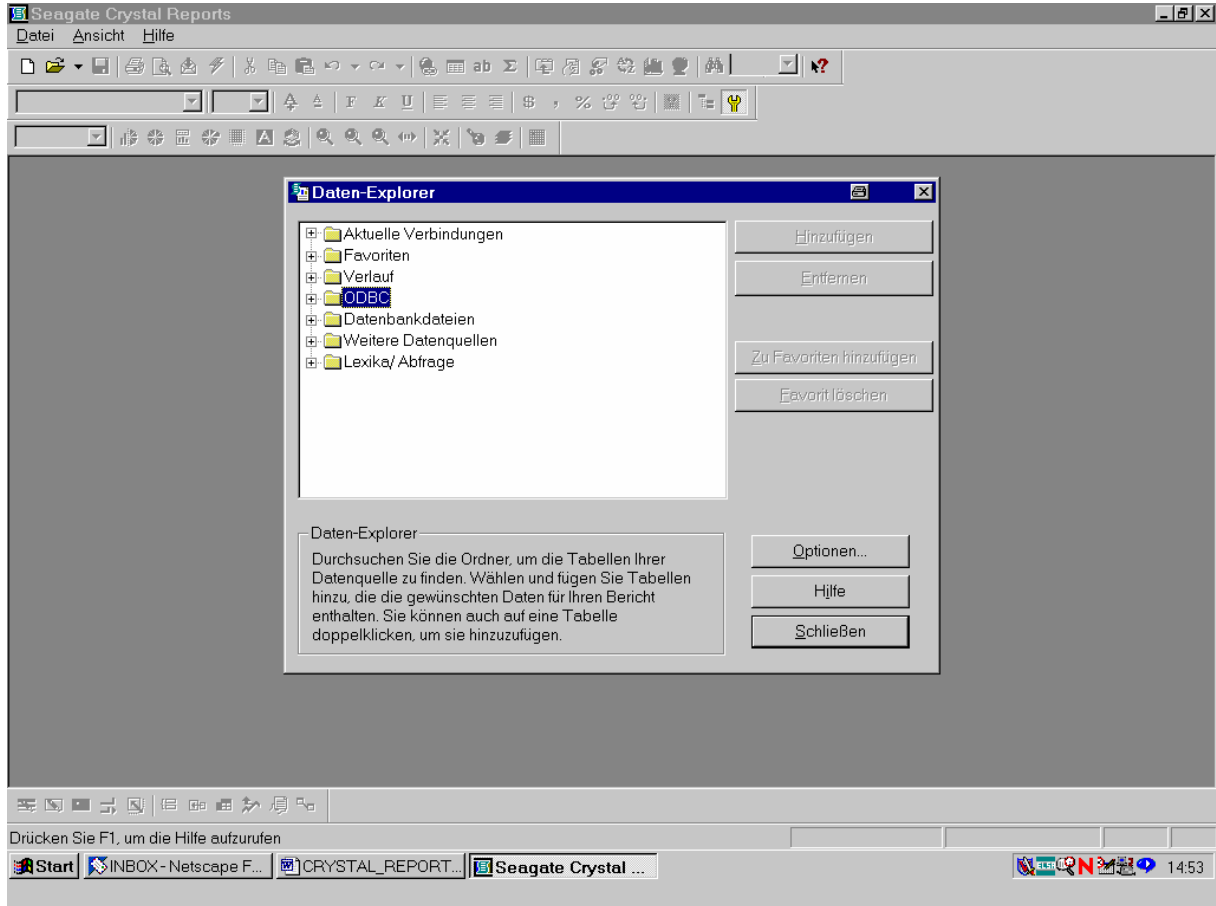 Seagate Crystal Reports
Datei Ansicht Hilfe
ab Σ
F K U $ , %
A
Daten-Explorer
Aktuelle Verbindungen
Favoriten
Verlauf
ODBC
Datenbankdateien
Weitere Datenquellen
Lexika/ Abfrage
Hinzufügen
Entfernen
Zu Favoriten hinzufügen
Favorit löschen
Daten-Explorer
Durchsuchen Sie die Ordner, um die Tabellen Ihrer
Datenquelle zu finden. Wählen und fügen Sie Tabellen
hinzu, die die gewünschten Daten für Ihren Bericht
enthalten. Sie können auch auf eine Tabelle
doppelklicken, um sie hinzuzufügen.
Optionen...
Hilfe
Schließen
Drücken Sie F1, um die Hilfe aufzurufen
Start INBOX - Netscape F... CRYSTAL_REPORT... Seagate Crystal ... ELSA N 14:53